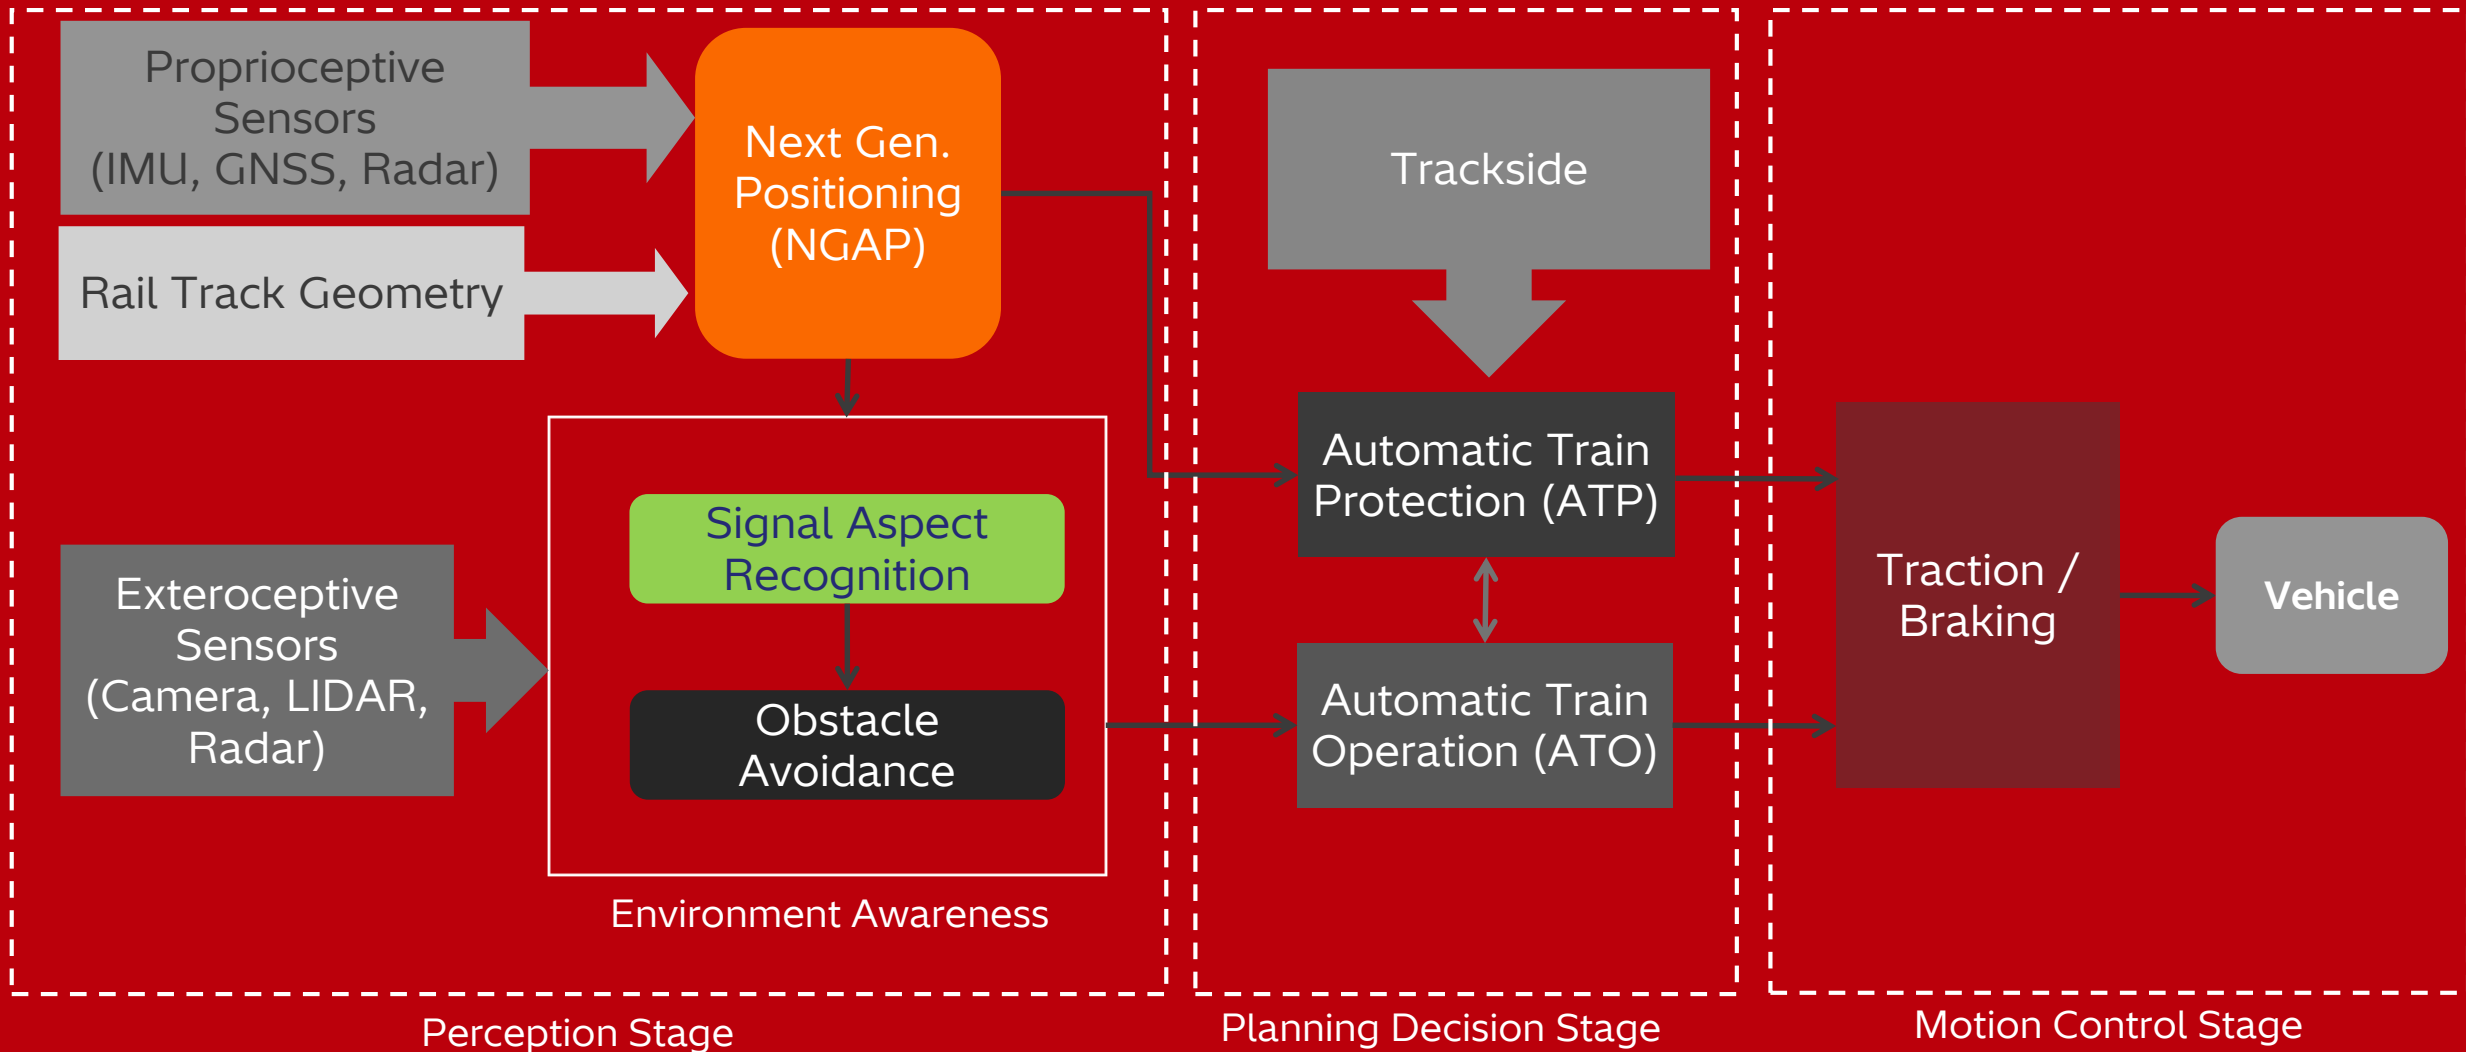 Proprioceptive
Sensors
(IMU, GNSS, Radar)
Rail Track Geometry
Next Gen.
Positioning
(NGAP)
Exteroceptive
Sensors
(Camera, LIDAR,
Radar)
Signal Aspect
Recognition
Obstacle
Avoidance
Environment Awareness
Perception Stage
Trackside
Automatic Train
Protection (ATP)
Automatic Train
Operation (ATO)
Planning Decision Stage
Traction /
Braking
Vehicle
Motion Control Stage